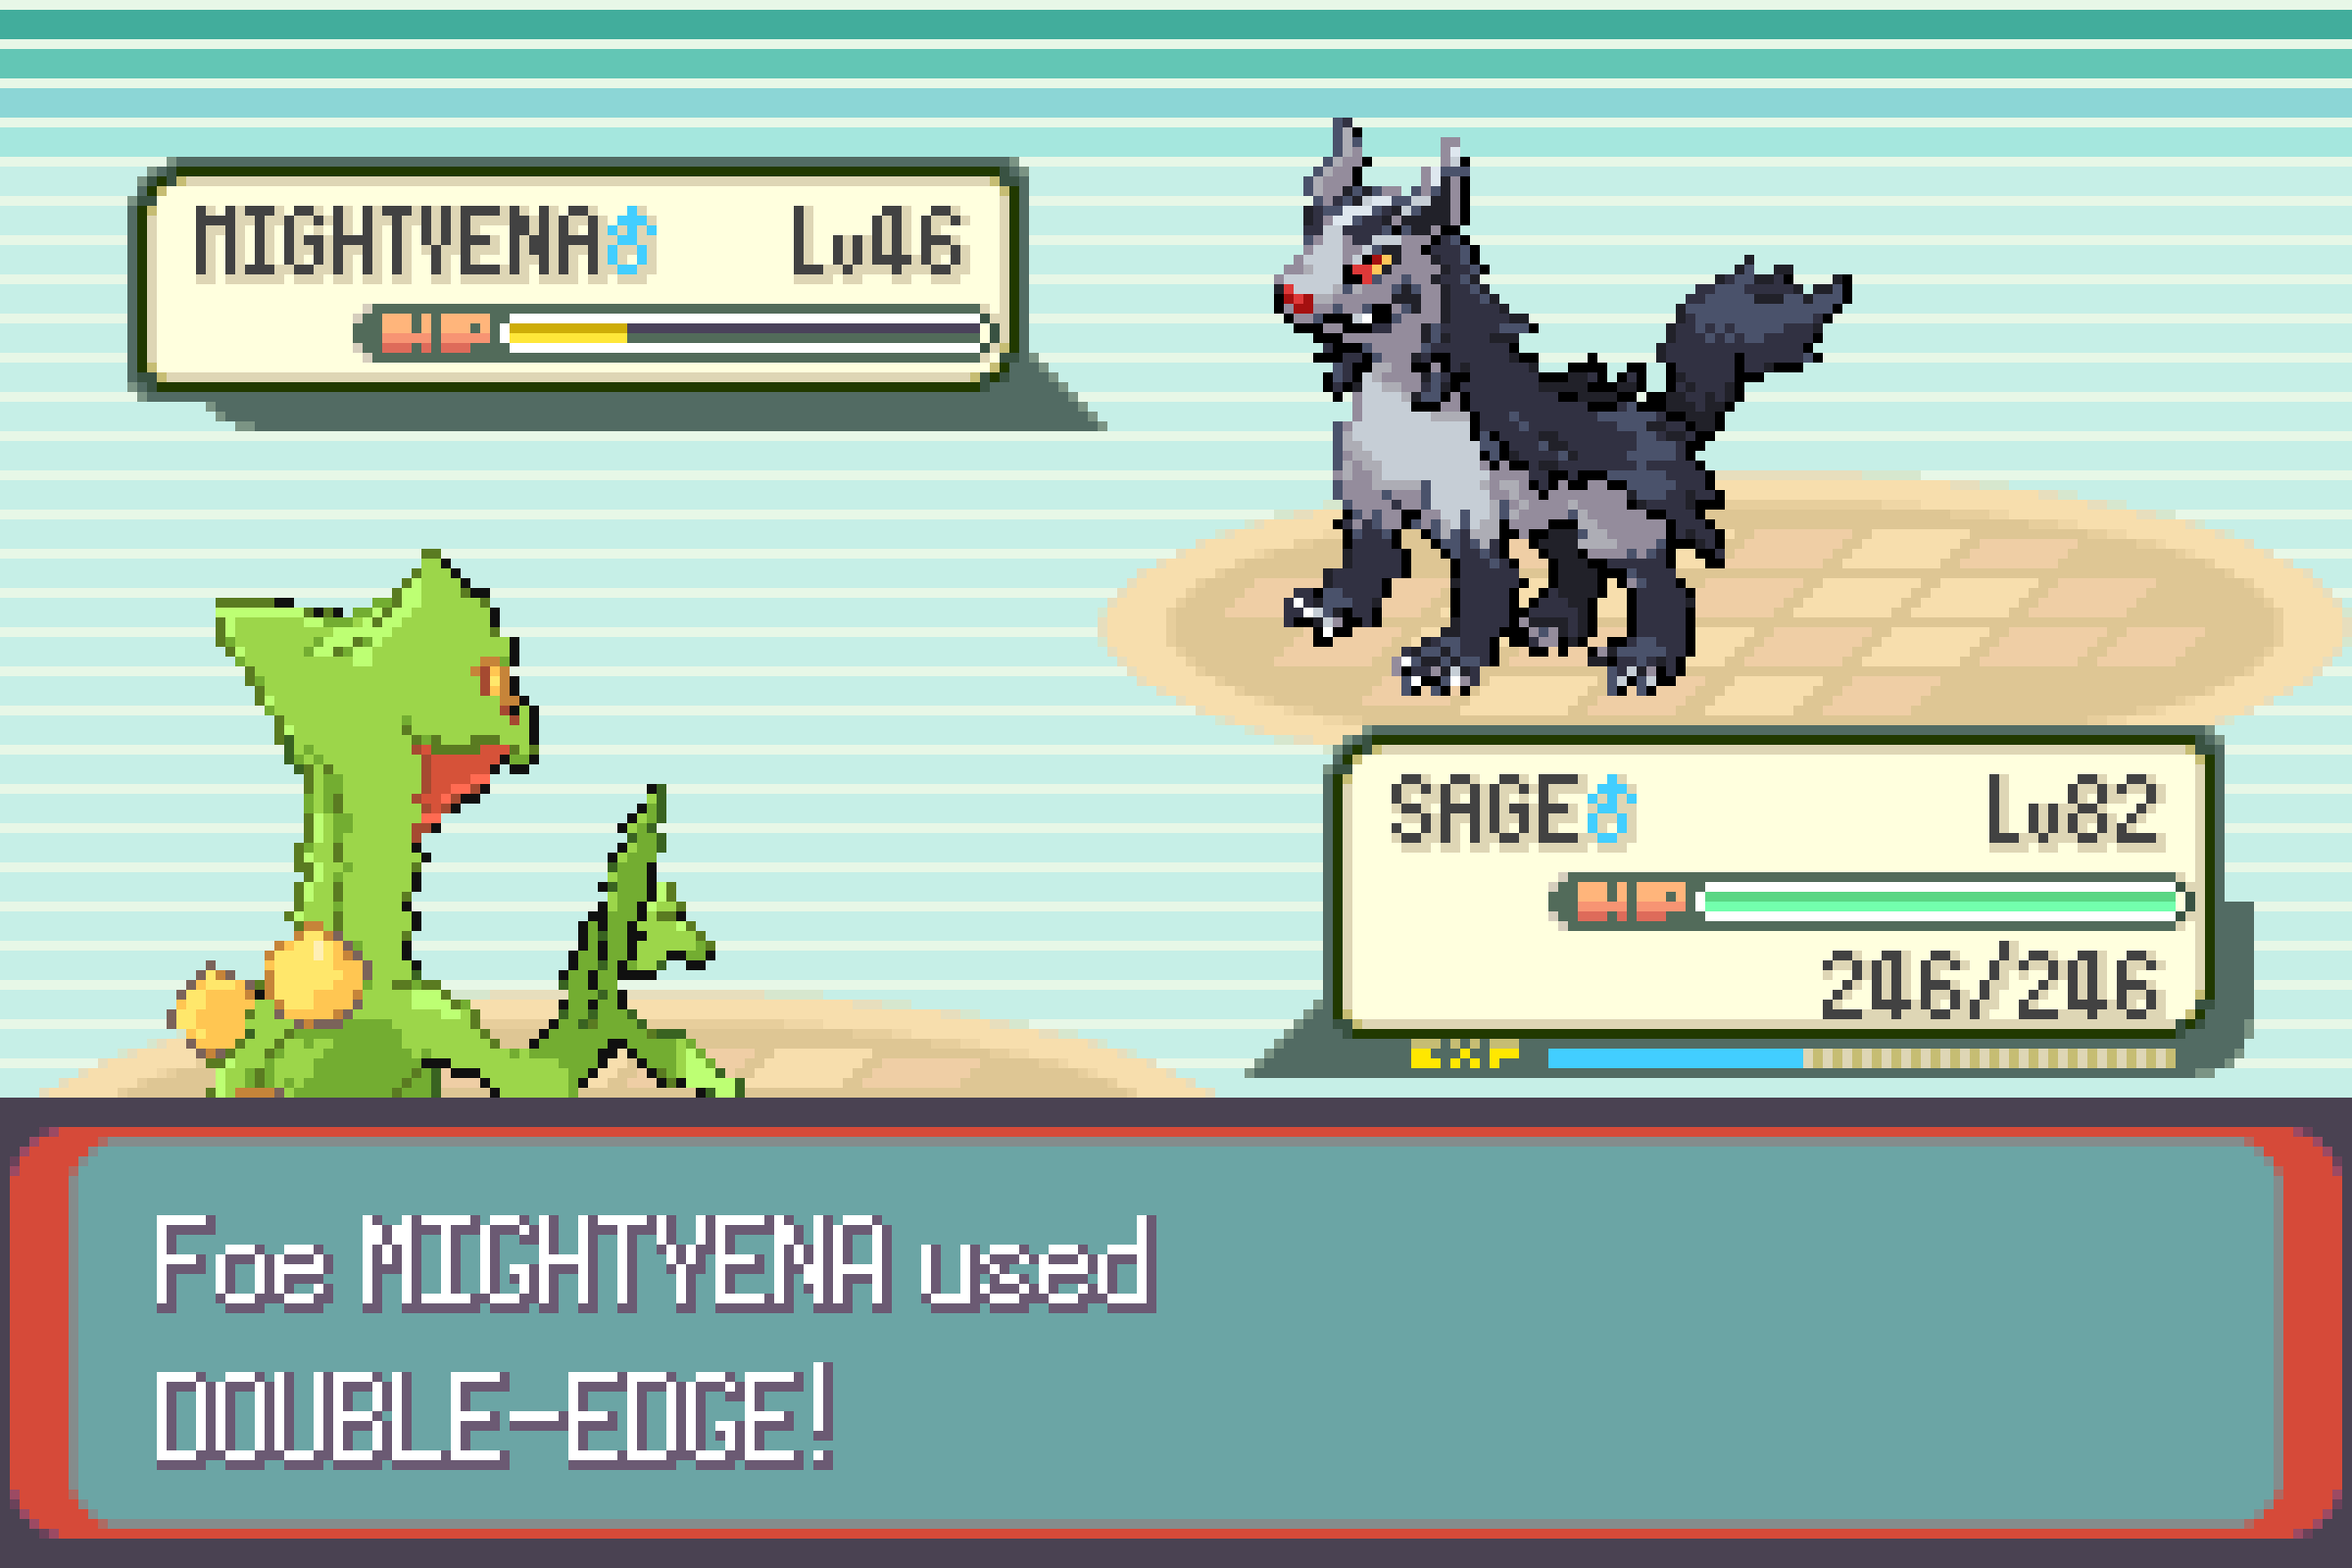 MIGHTYENA♂ Lv46
HP
SAGE♂ Lv82
HP
246/246
EXP
Foe MIGHTYENA used
DOUBLE-EDGE!